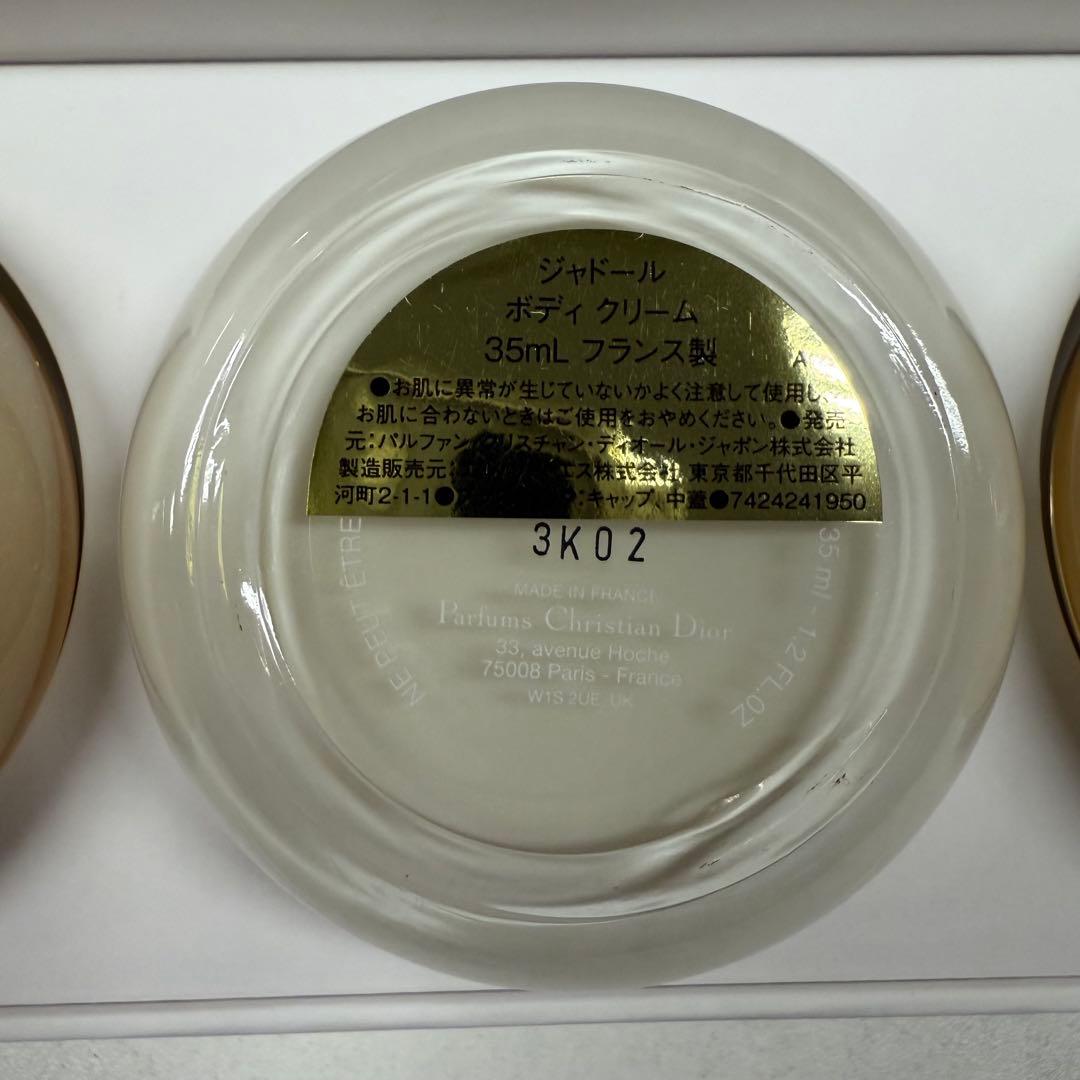 ジャドール
ボディ クリーム
35mL フランス製
●お肌に異常が生じていないかよく注意して使用し
お肌に合わないときはご使用をおやめください。●発売
元:パルファン・クリスチャン・ディオール・ジャポン株式会社
製造販売元: エス株式会社 東京都千代田区平
河町2-1-1● :キャップ、中蓋●7424241950
3K02
MADE IN FRANCE
Parfums Christian Dior
33, avenue Hoche
75008 Paris - France
W1S 2UE, UK
NE PEUT ÊTRE
35 ml - 1.2 FL.OZ